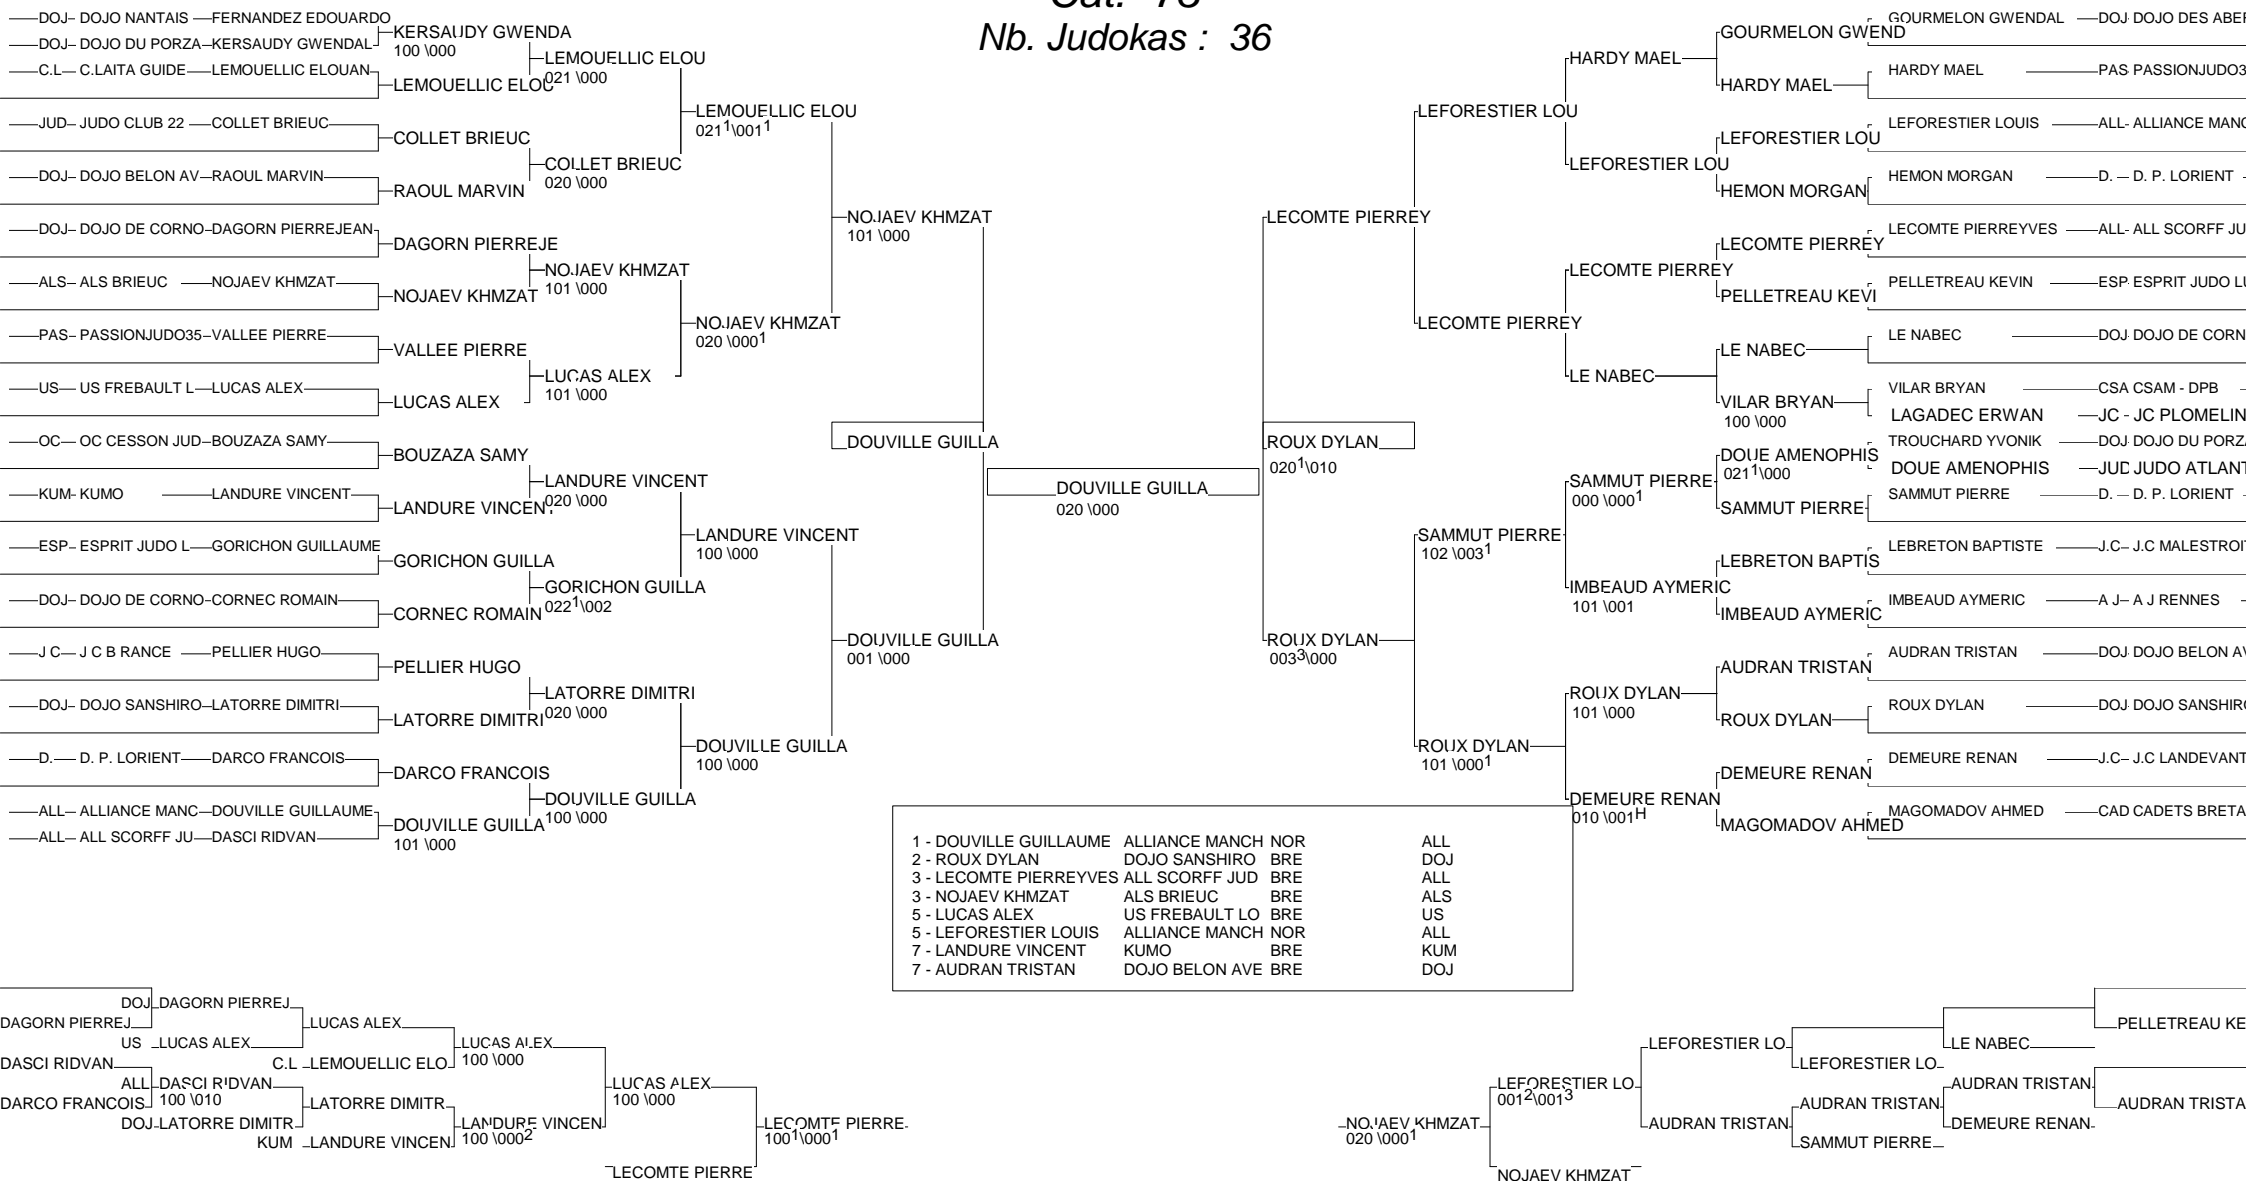 Nb. Judokas : 36
DOJ DOJO NANTAIS FERNANDEZ EDOUARDO
DOJ DOJO DU PORZA KERSAUDY GWENDAL
C.L C.LAITA GUIDE LEMOUELLIC ELOUAN
JUD JUDO CLUB 22 COLLET BRIEUC
DOJ DOJO BELON AV RAOUL MARVIN
DOJ DOJO DE CORNO DAGORN PIERREJEAN
ALS ALS BRIEUC NOJAEV KHMZAT
PAS PASSIONJUDO35 VALLEE PIERRE
US US FREBAULT L LUCAS ALEX
OC OC CESSON JUD BOUZAZA SAMY
KUM KUMO LANDURE VINCENT
ESP ESPRIT JUDO L GORICHON GUILLAUME
DOJ DOJO DE CORNO CORNEC ROMAIN
J C J C B RANCE PELLIER HUGO
DOJ DOJO SANSHIRO LATORRE DIMITRI
D. D. P. LORIENT DARCO FRANCOIS
ALL ALLIANCE MANC DOUVILLE GUILLAUME
ALL ALL SCORFF JU DASCI RIDVAN
KERSAUDY GWENDA
100 \000
LEMOUELLIC ELOU
COLLET BRIEUC
RAOUL MARVIN
DAGORN PIERREJE
NOJAEV KHMZAT
VALLEE PIERRE
LUCAS ALEX
BOUZAZA SAMY
LANDURE VINCEN
GORICHON GUILLA
CORNEC ROMAIN
PELLIER HUGO
LATORRE DIMITRI
DARCO FRANCOIS
DOUVILLE GUILLA
101 \000
LEMOUELLIC ELOU
021 \000
COLLET BRIEUC
020 \000
NOJAEV KHMZAT
101 \000
LUCAS ALEX
101 \000
LANDURE VINCENT
020 \000
GORICHON GUILLA
022¹\002
LATORRE DIMITRI
020 \000
DOUVILLE GUILLA
100 \000
LEMOUELLIC ELOU
021¹\001¹
NOJAEV KHMZAT
020 \000¹
LANDURE VINCENT
100 \000
DOUVILLE GUILLA
100 \000
NOJAEV KHMZAT
101 \000
DOUVILLE GUILLA
001 \000
DOUVILLE GUILLA
DOUVILLE GUILLA
020 \000
ROUX DYLAN
020¹\010
LECOMTE PIERREY
ROUX DYLAN
003³\000
LEFORESTIER LOU
LECOMTE PIERREY
SAMMUT PIERRE
102 \003¹
ROUX DYLAN
101 \000¹
HARDY MAEL
LEFORESTIER LOU
LECOMTE PIERREY
LE NABEC
SAMMUT PIERRE
000 \000¹
IMBEAUD AYMERIC
101 \001
ROUX DYLAN
101 \000
DEMEURE RENAN
010 \001H
GOURMELON GWEND
HARDY MAEL
LEFORESTIER LOU
HEMON MORGAN
LECOMTE PIERREY
PELLETREAU KEVI
LE NABEC
VILAR BRYAN
100 \000
DOUE AMENOPHIS
021¹\000
SAMMUT PIERRE
LEBRETON BAPTIS
IMBEAUD AYMERIC
AUDRAN TRISTAN
ROUX DYLAN
DEMEURE RENAN
MAGOMADOV AHMED
GOURMELON GWENDAL DOJ DOJO DES ABE
HARDY MAEL PAS PASSIONJUDO3
LEFORESTIER LOUIS ALL ALLIANCE MANC
HEMON MORGAN D. D. P. LORIENT
LECOMTE PIERREYVES ALL ALL SCORFF JU
PELLETREAU KEVIN ESP ESPRIT JUDO LU
LE NABEC DOJ DOJO DE CORN
VILAR BRYAN CSA CSAM - DPB
LAGADEC ERWAN JC JC PLOMELIN
TROUCHARD YVONIK DOJ DOJO DU PORZ
DOUE AMENOPHIS JUD JUDO ATLANT
SAMMUT PIERRE D. D. P. LORIENT
LEBRETON BAPTISTE J.C J.C MALESTROI
IMBEAUD AYMERIC A J A J RENNES
AUDRAN TRISTAN DOJ DOJO BELON AV
ROUX DYLAN DOJ DOJO SANSHIRO
DEMEURE RENAN J.C J.C LANDEVANT
MAGOMADOV AHMED CAD CADETS BRETA
1 - DOUVILLE GUILLAUME ALLIANCE MANCH NOR ALL
2 - ROUX DYLAN DOJO SANSHIRO BRE DOJ
3 - LECOMTE PIERREYVES ALL SCORFF JUD BRE ALL
3 - NOJAEV KHMZAT ALS BRIEUC BRE ALS
5 - LUCAS ALEX US FREBAULT LO BRE US
5 - LEFORESTIER LOUIS ALLIANCE MANCH NOR ALL
7 - LANDURE VINCENT KUMO BRE KUM
7 - AUDRAN TRISTAN DOJO BELON AVE BRE DOJ
DAGORN PIERREJ
DASCI RIDVAN
DARCO FRANCOIS
DOJ DAGORN PIERREJ
US LUCAS ALEX
ALL DASCI RIDVAN
100 \010
DOJ LATORRE DIMITR
LUCAS ALEX
C.L LEMOUELLIC ELO
LATORRE DIMITR
KUM LANDURE VINCEN
LUCAS ALEX
100 \000
LANDURE VINCEN
100 \000²
LUCAS ALEX
100 \000
LECOMTE PIERRE
LECOMTE PIERRE
100¹\000¹
NOJAEV KHMZAT
020 \000¹
LEFORESTIER LO
001²\001³
NOJAEV KHMZAT
LEFORESTIER LO
AUDRAN TRISTAN
LEFORESTIER LO
AUDRAN TRISTAN
SAMMUT PIERRE
LE NABEC
AUDRAN TRISTAN
DEMEURE RENAN
PELLETREAU KE
AUDRAN TRISTA